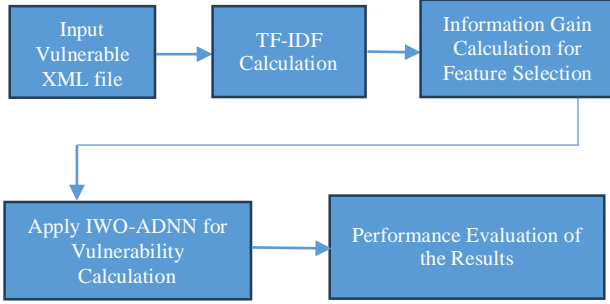 Input
Vulnerable
XML file
TF-IDF
Calculation
Information Gain
Calculation for
Feature Selection
Apply IWO-ADNN for
Vulnerability
Calculation
Performance Evaluation of
the Results